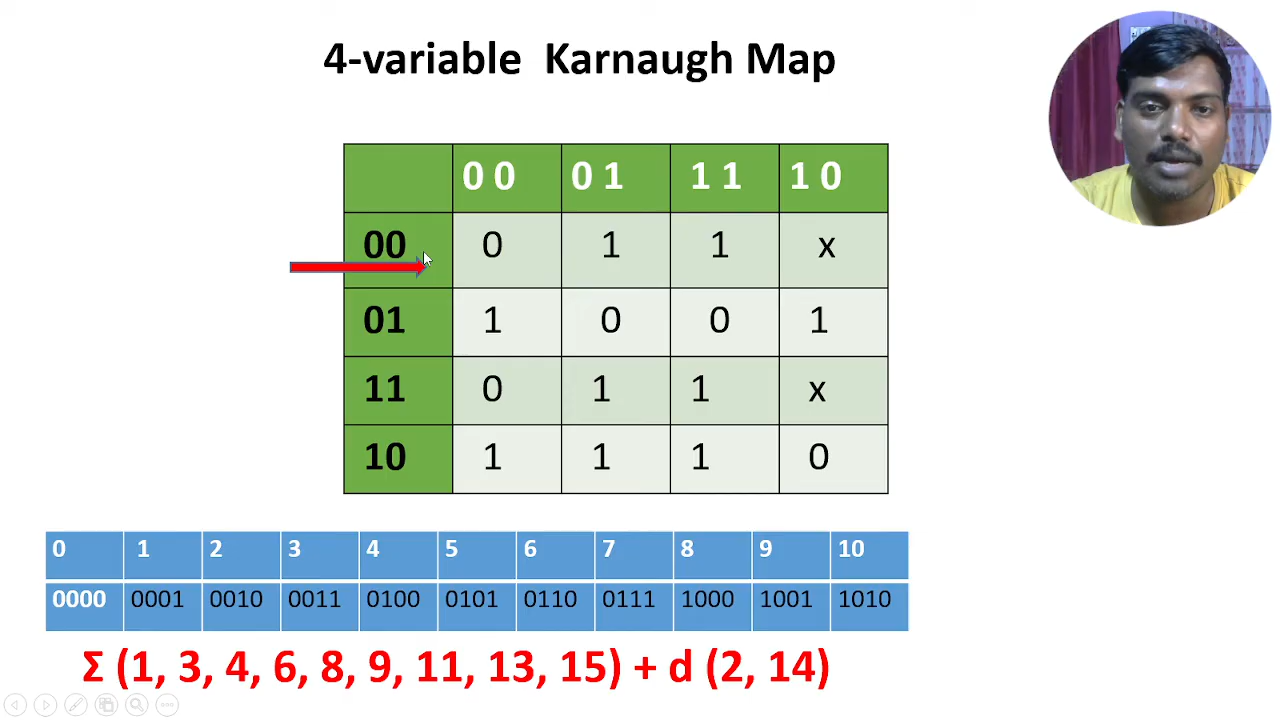 4-variable Karnaugh Map
0 0 0 1 1 1 1 0
00 0 1 1 x
01 1 0 0 1
11 0 1 1 x
10 1 1 1 0
0 1 2 3 4 5 6 7 8 9 10
0000 0001 0010 0011 0100 0101 0110 0111 1000 1001 1010
Σ (1, 3, 4, 6, 8, 9, 11, 13, 15) + d (2, 14)